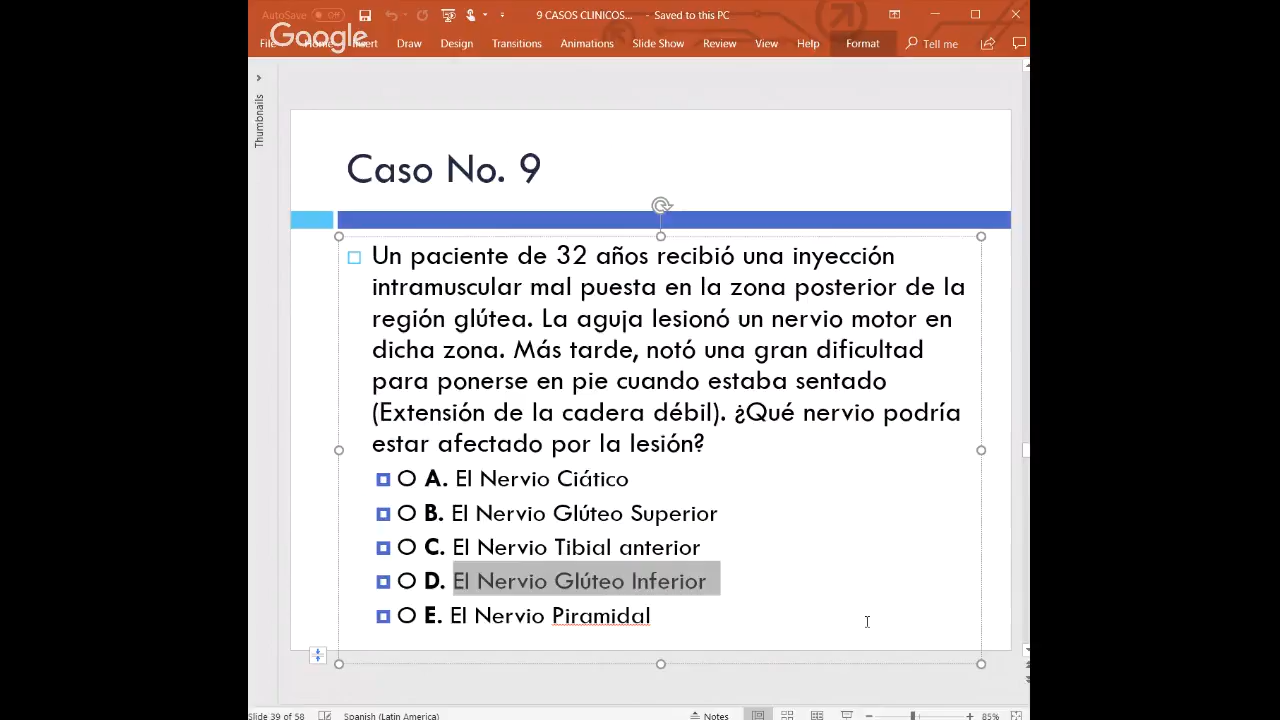 AutoSave Off 9 CASOS CLINICOS... - Saved to this PC
Google
File Home Insert Draw Design Transitions Animations Slide Show Review View Help Format Tell me
Thumbnails
Caso No. 9
Un paciente de 32 años recibió una inyección
intramuscular mal puesta en la zona posterior de la
región glútea. La aguja lesionó un nervio motor en
dicha zona. Más tarde, notó una gran dificultad
para ponerse en pie cuando estaba sentado
(Extensión de la cadera débil). ¿Qué nervio podría
estar afectado por la lesión?
A. El Nervio Ciático
B. El Nervio Glúteo Superior
C. El Nervio Tibial anterior
D. El Nervio Glúteo Inferior
E. El Nervio Piramidal
Slide 39 of 58 Spanish (Latin America) Notes 85%